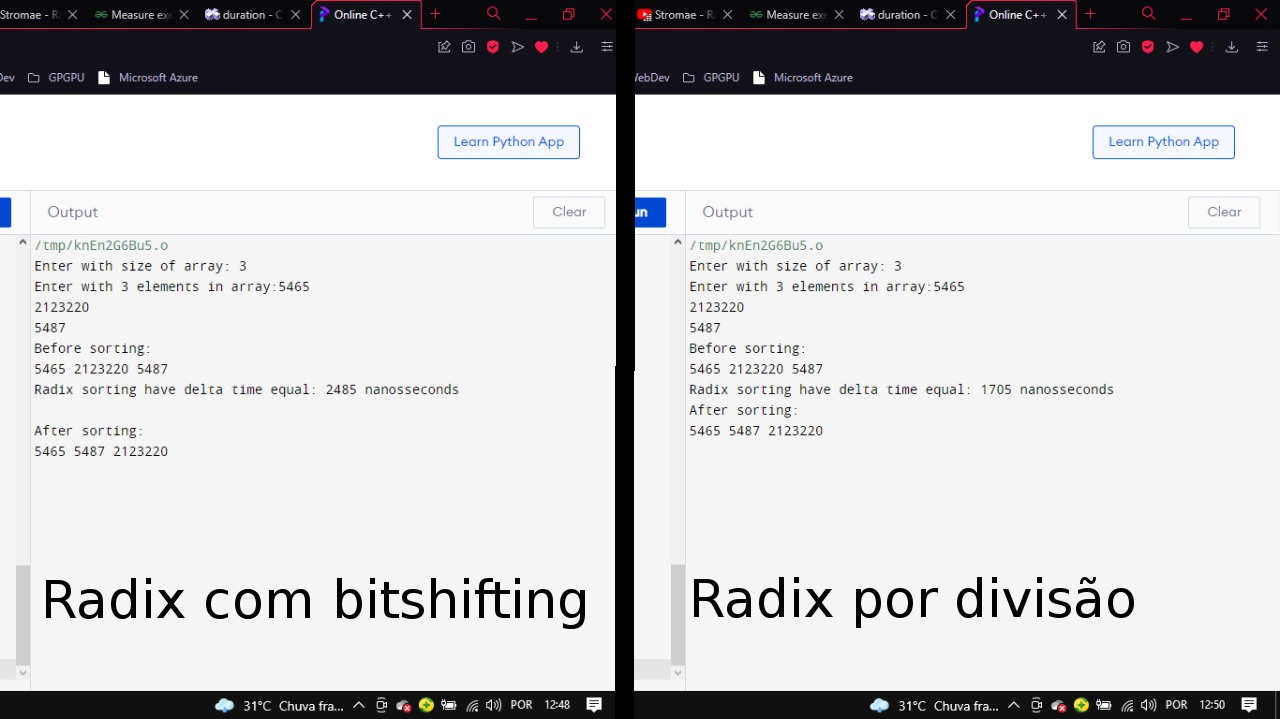 Stromae - Ra
Measure exe
duration - C
Online C++
Dev
GPGPU
Microsoft Azure
Learn Python App
Output
Clear
/tmp/knEn2G6Bu5.o
Enter with size of array: 3
Enter with 3 elements in array:5465
2123220
5487
Before sorting:
5465 2123220 5487
Radix sorting have delta time equal: 2485 nanosseconds
After sorting:
5465 5487 2123220
Radix com bitshifting
31°C Chuva fra...
POR
12:48
Stromae - Ra
Measure exe
duration - C
Online C++
WebDev
GPGPU
Microsoft Azure
Learn Python App
un
Output
Clear
/tmp/knEn2G6Bu5.o
Enter with size of array: 3
Enter with 3 elements in array:5465
2123220
5487
Before sorting:
5465 2123220 5487
Radix sorting have delta time equal: 1705 nanosseconds
After sorting:
5465 5487 2123220
Radix por divisão
31°C Chuva fra...
POR
12:50